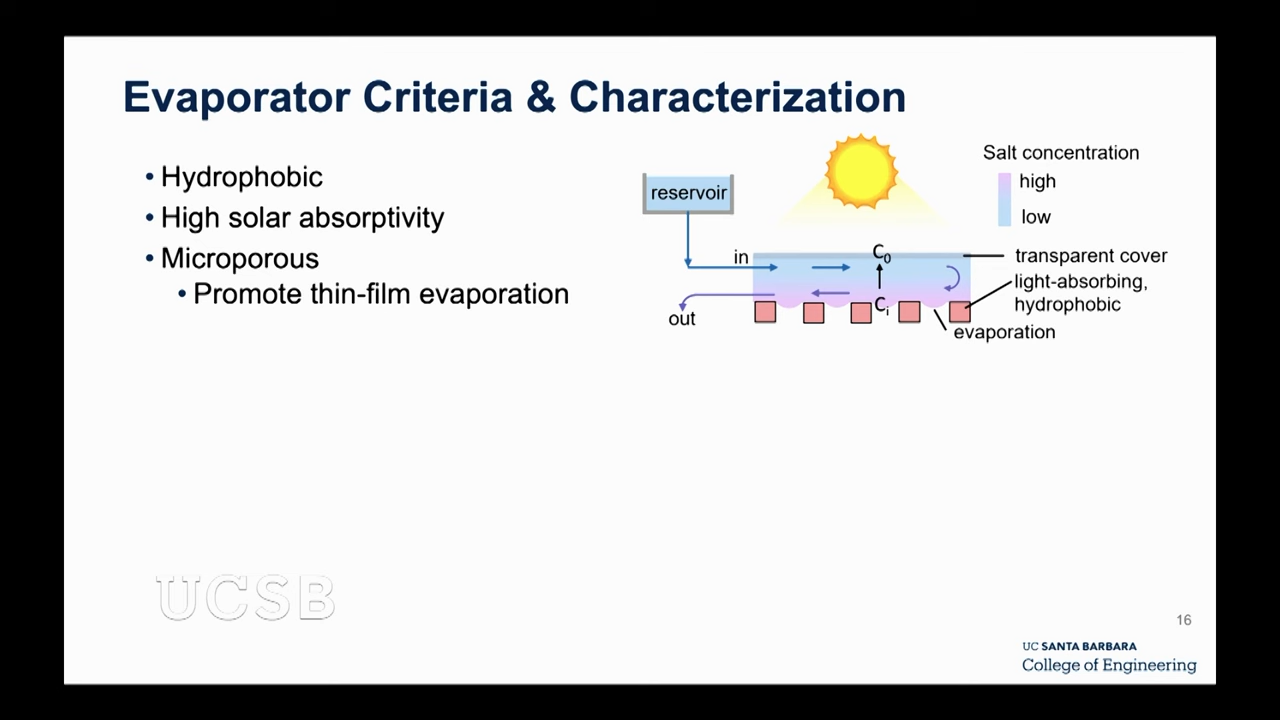 Evaporator Criteria & Characterization
• Hydrophobic
• High solar absorptivity
• Microporous
• Promote thin-film evaporation
reservoir
in
out
C₀
Cᵢ
Salt concentration
high
low
transparent cover
light-absorbing,
hydrophobic
evaporation
UCSB
16
UC SANTA BARBARA
College of Engineering